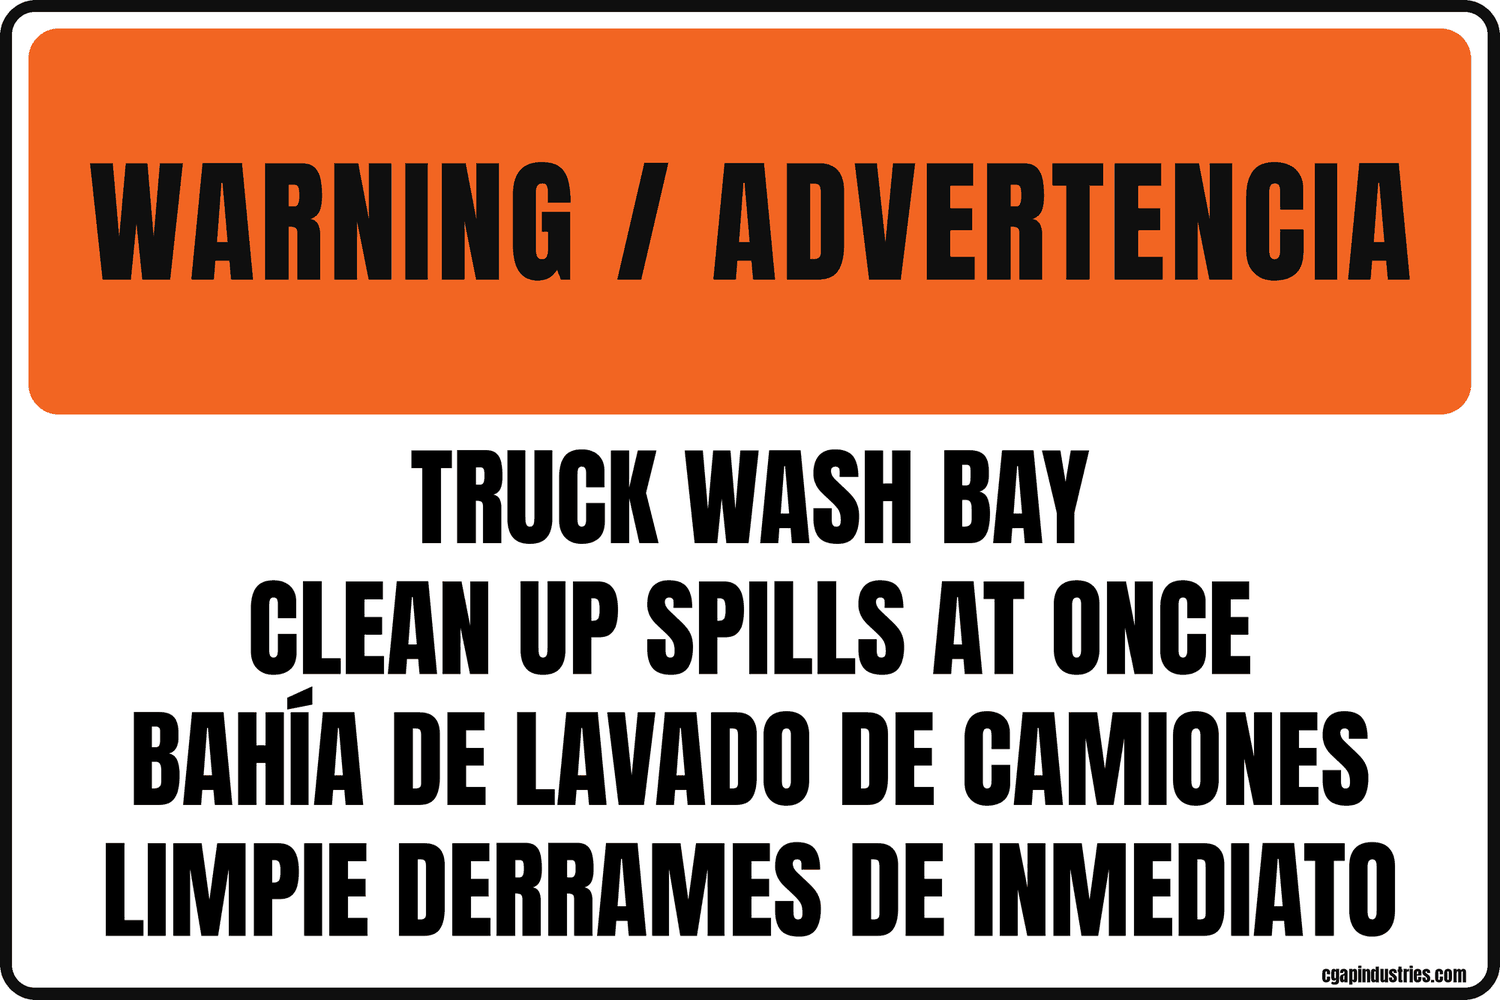 WARNING / ADVERTENCIA
TRUCK WASH BAY
CLEAN UP SPILLS AT ONCE
BAHÍA DE LAVADO DE CAMIONES
LIMPIE DERRAMES DE INMEDIATO
cgapindustries.com